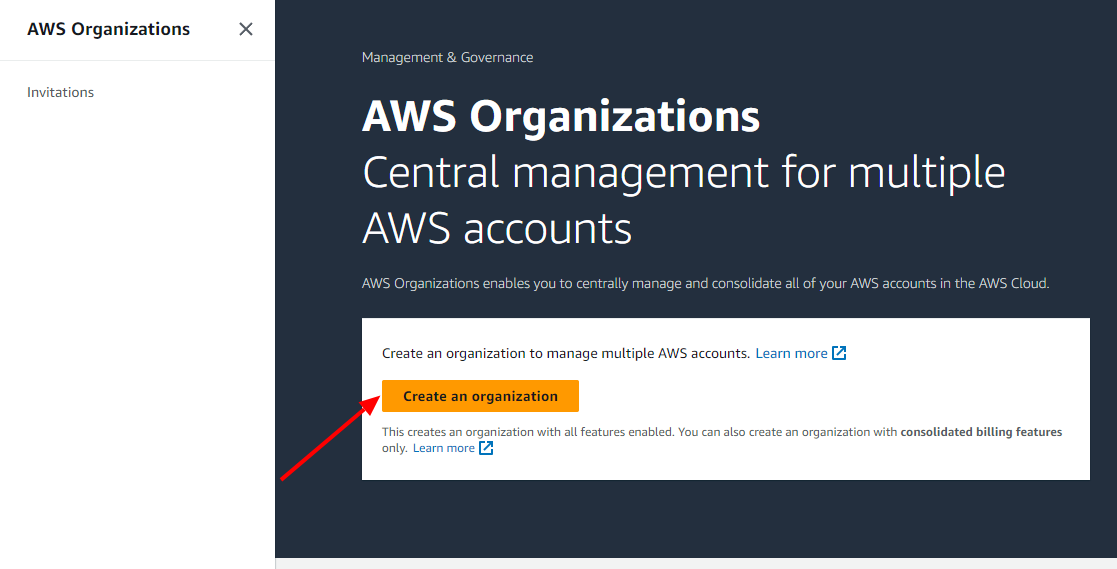 AWS Organizations
Invitations
Management & Governance
AWS Organizations
Central management for multiple
AWS accounts
AWS Organizations enables you to centrally manage and consolidate all of your AWS accounts in the AWS Cloud.
Create an organization to manage multiple AWS accounts. Learn more
Create an organization
This creates an organization with all features enabled. You can also create an organization with consolidated billing features
only. Learn more